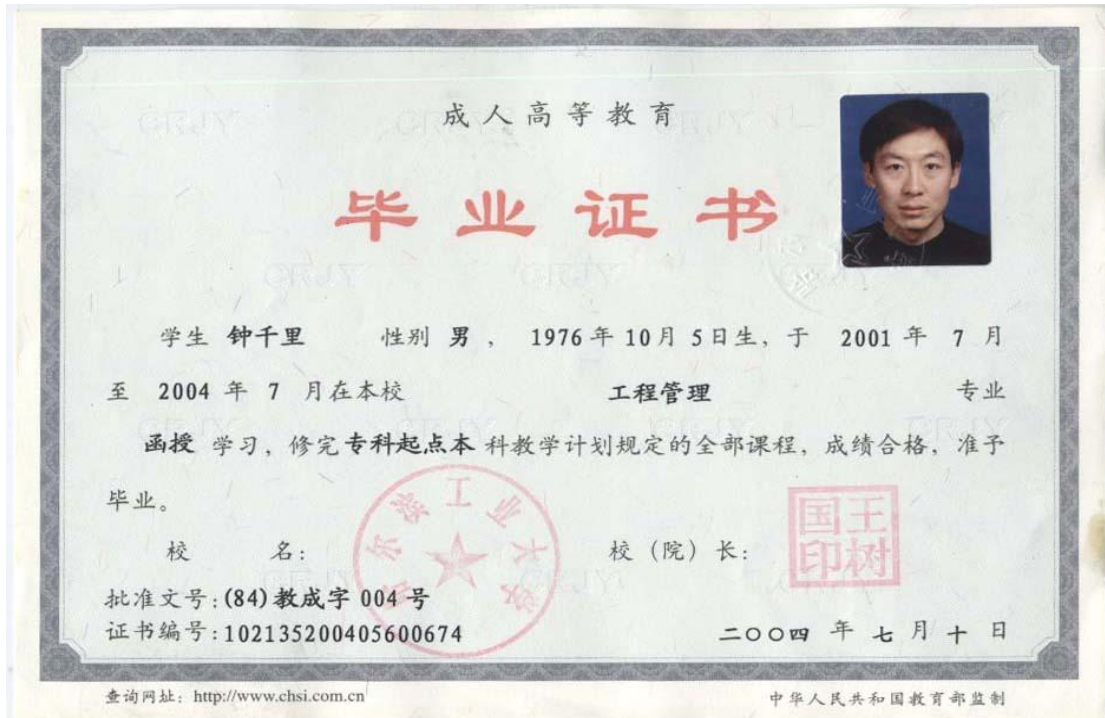 成人高等教育
毕业证书
学生 钟千里 性别 男 , 1976 年 10 月 5 日生, 于 2001 年 7 月
至 2004 年 7 月在本校 工程管理 专业
函授 学习, 修完 专科起点本 科教学计划规定的全部课程, 成绩合格, 准予
毕业。
校 名: 校 (院) 长:
国王
印树
批准文号: (84) 教成字 004 号
证书编号: 102135200405600674
二〇〇四 年 七 月 十 日
查询网址: http://www.chsi.com.cn
中华人民共和国教育部监制